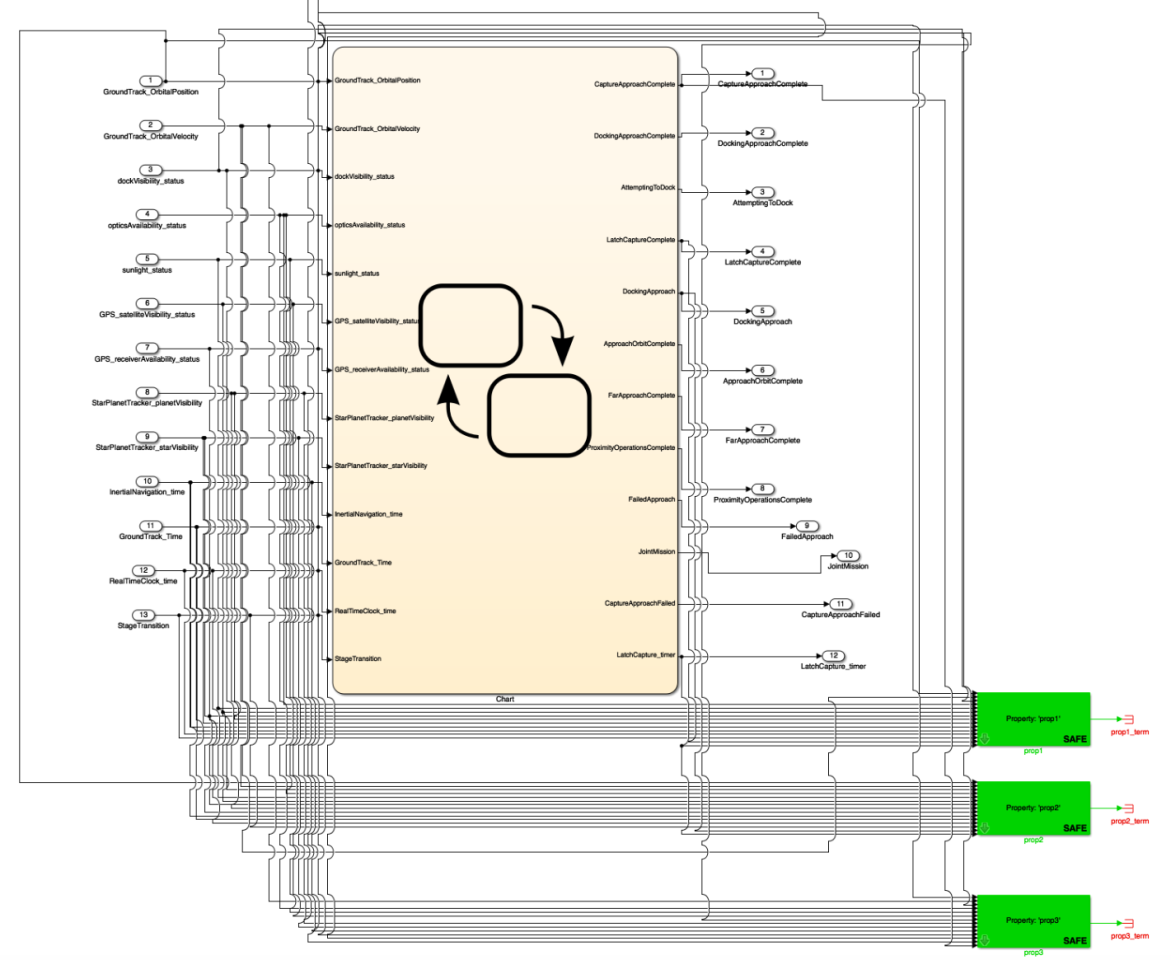 1
GroundTrack_OrbitalPosition
2
GroundTrack_OrbitalVelocity
3
dockVisibility_status
4
opticsAvailability_status
5
sunlight_status
6
GPS_satelliteVisibility_status
7
GPS_receiverAvailability_status
8
StarPlanetTracker_planetVisibility
9
StarPlanetTracker_starVisibility
10
InertialNavigation_time
11
GroundTrack_Time
12
RealTimeClock_time
13
StageTransition
GroundTrack_OrbitalPosition
GroundTrack_OrbitalVelocity
dockVisibility_status
opticsAvailability_status
sunlight_status
GPS_satelliteVisibility_status
GPS_receiverAvailability_status
StarPlanetTracker_planetVisibility
StarPlanetTracker_starVisibility
InertialNavigation_time
GroundTrack_Time
RealTimeClock_time
StageTransition
CaptureApproachComplete
DockingApproachComplete
AttemptingToDock
LatchCaptureComplete
DockingApproach
ApproachOrbitComplete
FarApproachComplete
ProximityOperationsComplete
FailedApproach
JointMission
CaptureApproachFailed
LatchCapture_timer
Chart
1
CaptureApproachComplete
2
DockingApproachComplete
3
AttemptingToDock
4
LatchCaptureComplete
5
DockingApproach
6
ApproachOrbitComplete
7
FarApproachComplete
8
ProximityOperationsComplete
9
FailedApproach
10
JointMission
11
CaptureApproachFailed
12
LatchCapture_timer
Property: 'prop1'
SAFE
prop1
prop1_term
Property: 'prop2'
SAFE
prop2
prop2_term
Property: 'prop3'
SAFE
prop3
prop3_term